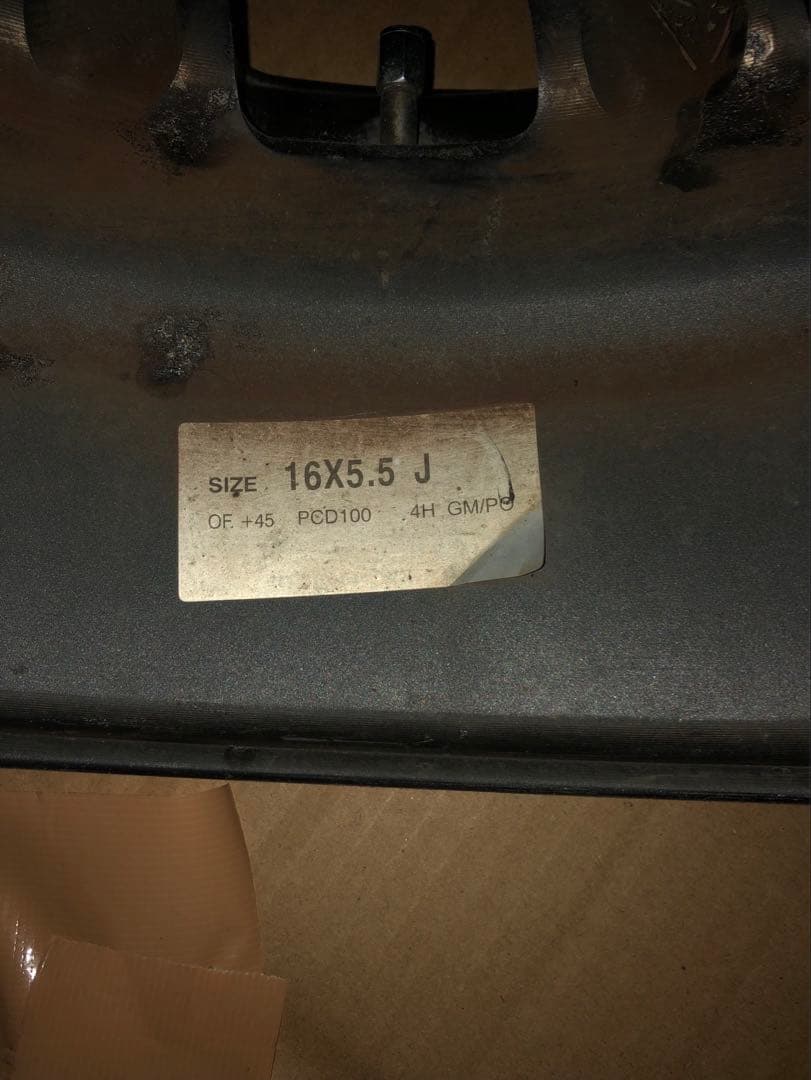 SIZE 16X5.5 J
OF. +45 PCD100 4H GM/PO